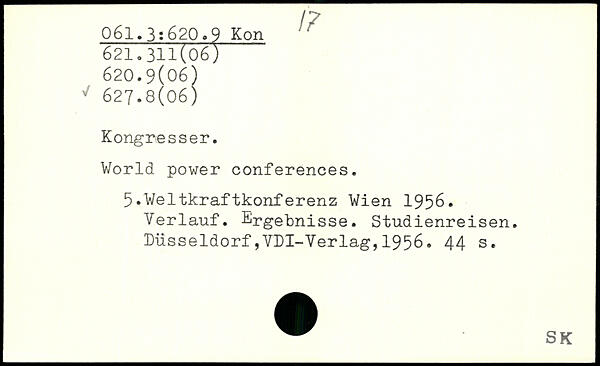 17
061.3:620.9 Kon
621.311(06)
620.9(06)
✓ 627.8(06)
Kongresser.
World power conferences.
5.Weltkraftkonferenz Wien 1956.
Verlauf. Ergebnisse. Studienreisen.
Düsseldorf,VDI-Verlag,1956. 44 s.
SK